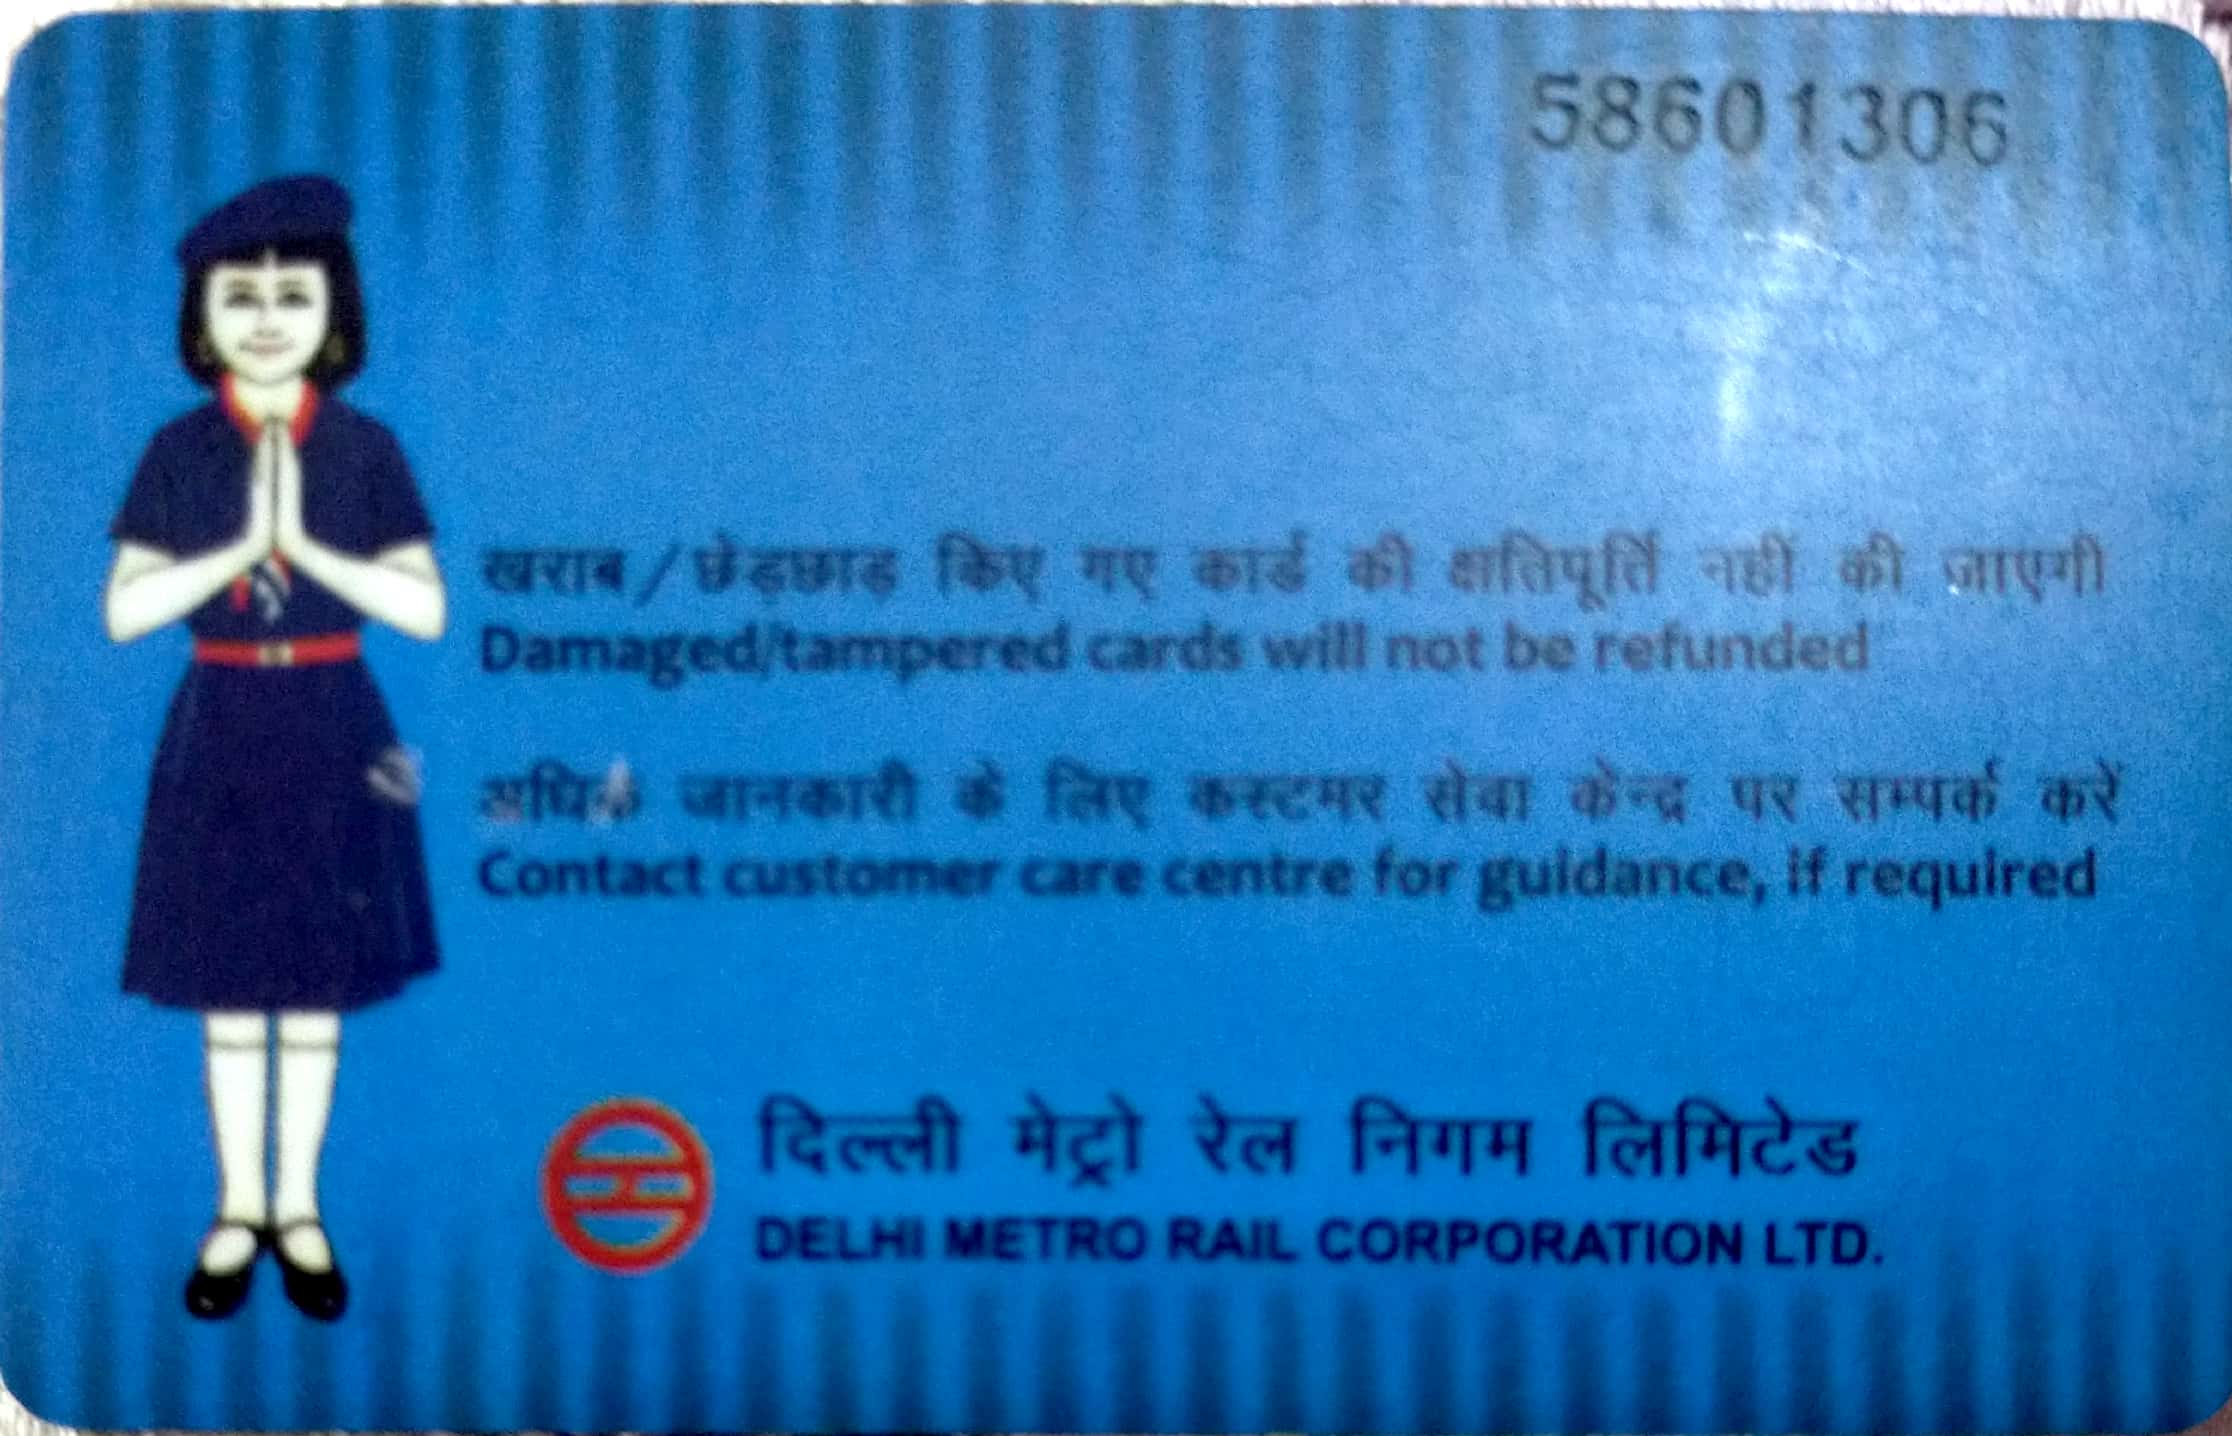 58601306
खराब / छेड़छाड़ किए गए कार्ड की क्षतिपूर्ति नहीं की जाएगी
Damaged/tampered cards will not be refunded
अधिक जानकारी के लिए कस्टमर सेवा केन्द्र पर सम्पर्क करें
Contact customer care centre for guidance, if required
दिल्ली मेट्रो रेल निगम लिमिटेड
DELHI METRO RAIL CORPORATION LTD.